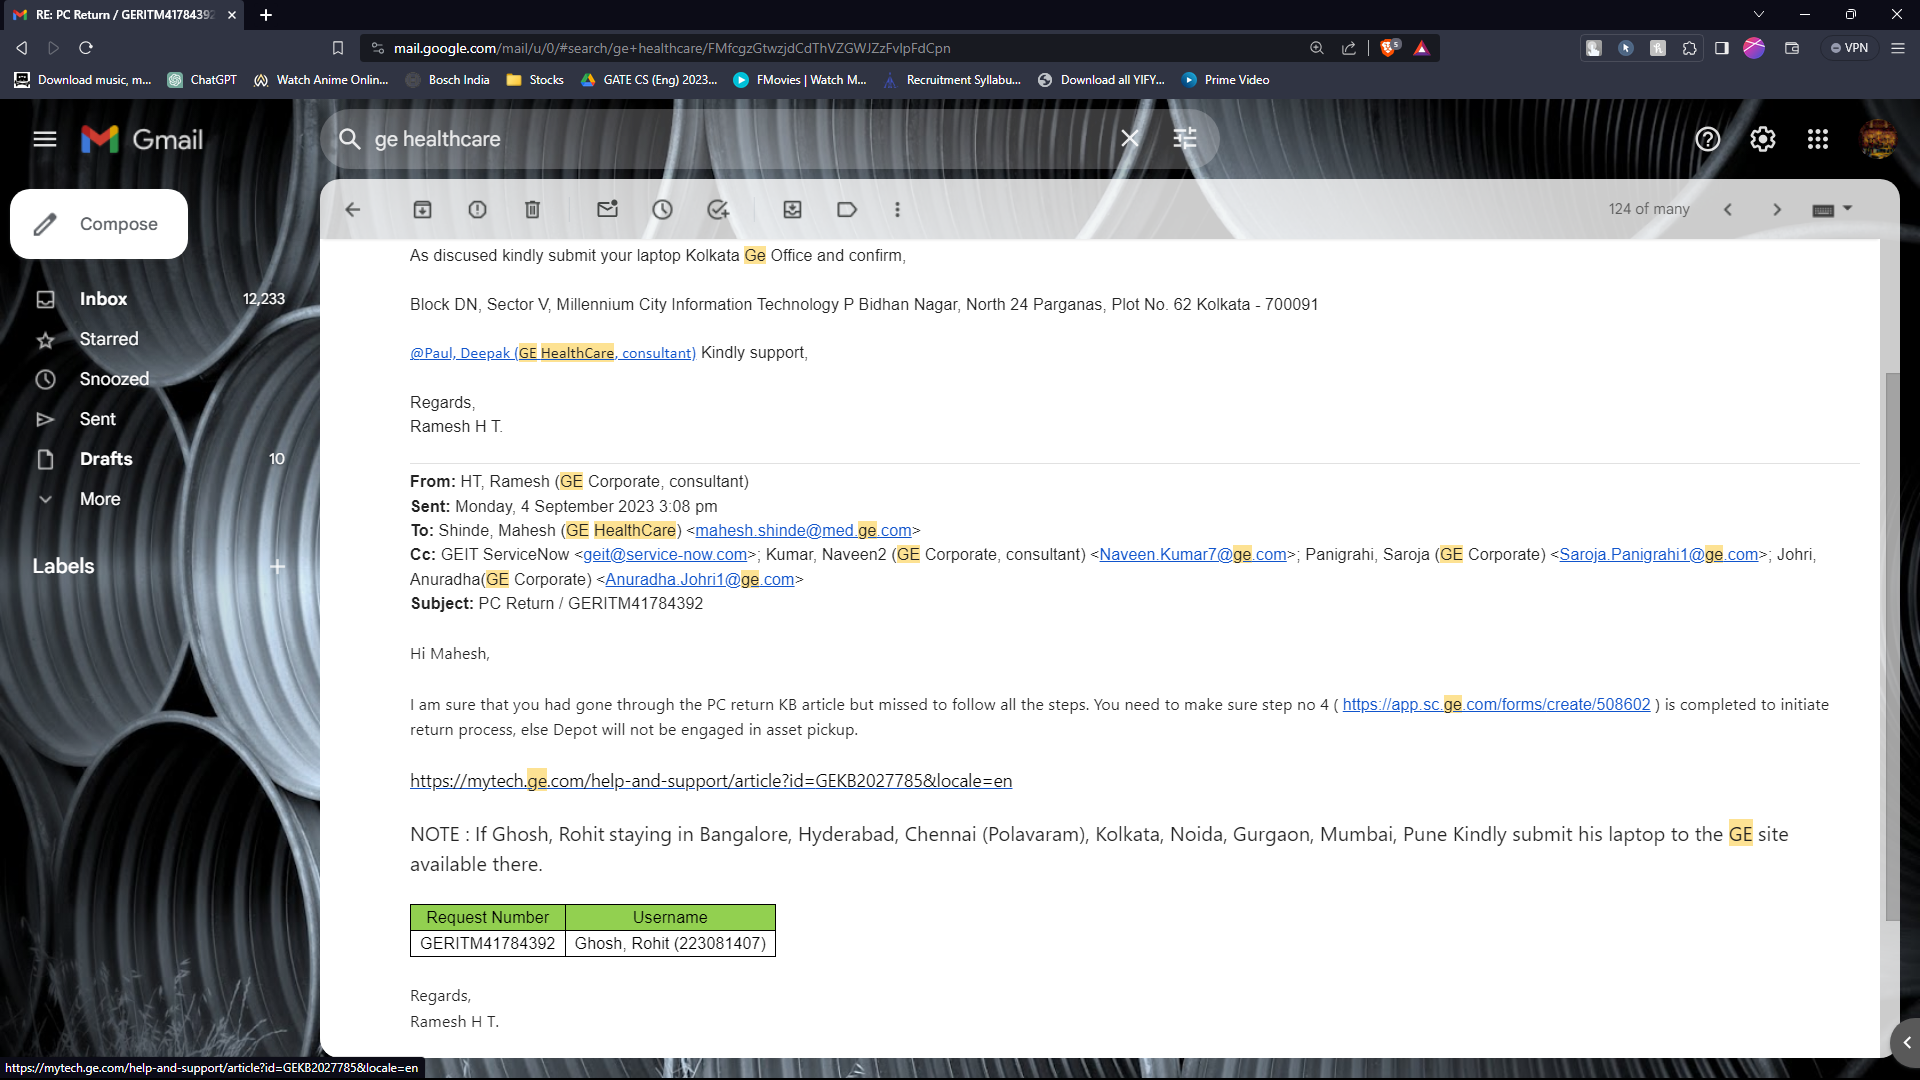 RE: PC Return / GERITM41784392
mail.google.com/mail/u/0/#search/ge+healthcare/FMfcgzGtwzjdCdThVZGWJZzFvlpFdCpn
5
VPN
Download music, m...
ChatGPT
Watch Anime Onlin...
Bosch India
Stocks
GATE CS (Eng) 2023...
FMovies | Watch M...
Recruitment Syllabu...
Download all YIFY...
Prime Video
Gmail
ge healthcare
Compose
124 of many
Inbox 12,233
Starred
Snoozed
Sent
Drafts 10
More
Labels
As discused kindly submit your laptop Kolkata Ge Office and confirm,
Block DN, Sector V, Millennium City Information Technology P Bidhan Nagar, North 24 Parganas, Plot No. 62 Kolkata - 700091
@Paul, Deepak (GE HealthCare, consultant) Kindly support,
Regards,
Ramesh H T.
From: HT, Ramesh (GE Corporate, consultant)
Sent: Monday, 4 September 2023 3:08 pm
To: Shinde, Mahesh (GE HealthCare) <mahesh.shinde@med.ge.com>
Cc: GEIT ServiceNow <geit@service-now.com>; Kumar, Naveen2 (GE Corporate, consultant) <Naveen.Kumar7@ge.com>; Panigrahi, Saroja (GE Corporate) <Saroja.Panigrahi1@ge.com>; Johri,
Anuradha(GE Corporate) <Anuradha.Johri1@ge.com>
Subject: PC Return / GERITM41784392
Hi Mahesh,
I am sure that you had gone through the PC return KB article but missed to follow all the steps. You need to make sure step no 4 ( https://app.sc.ge.com/forms/create/508602 ) is completed to initiate
return process, else Depot will not be engaged in asset pickup.
https://mytech.ge.com/help-and-support/article?id=GEKB2027785&locale=en
NOTE : If Ghosh, Rohit staying in Bangalore, Hyderabad, Chennai (Polavaram), Kolkata, Noida, Gurgaon, Mumbai, Pune Kindly submit his laptop to the GE site
available there.
Request Number Username
GERITM41784392 Ghosh, Rohit (223081407)
Regards,
Ramesh H T.
https://mytech.ge.com/help-and-support/article?id=GEKB2027785&locale=en